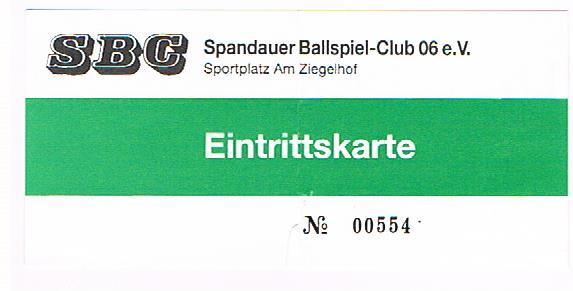 SBC Spandauer Ballspiel-Club 06 e.V.
Sportplatz Am Ziegelhof
Eintrittskarte
№ 00554